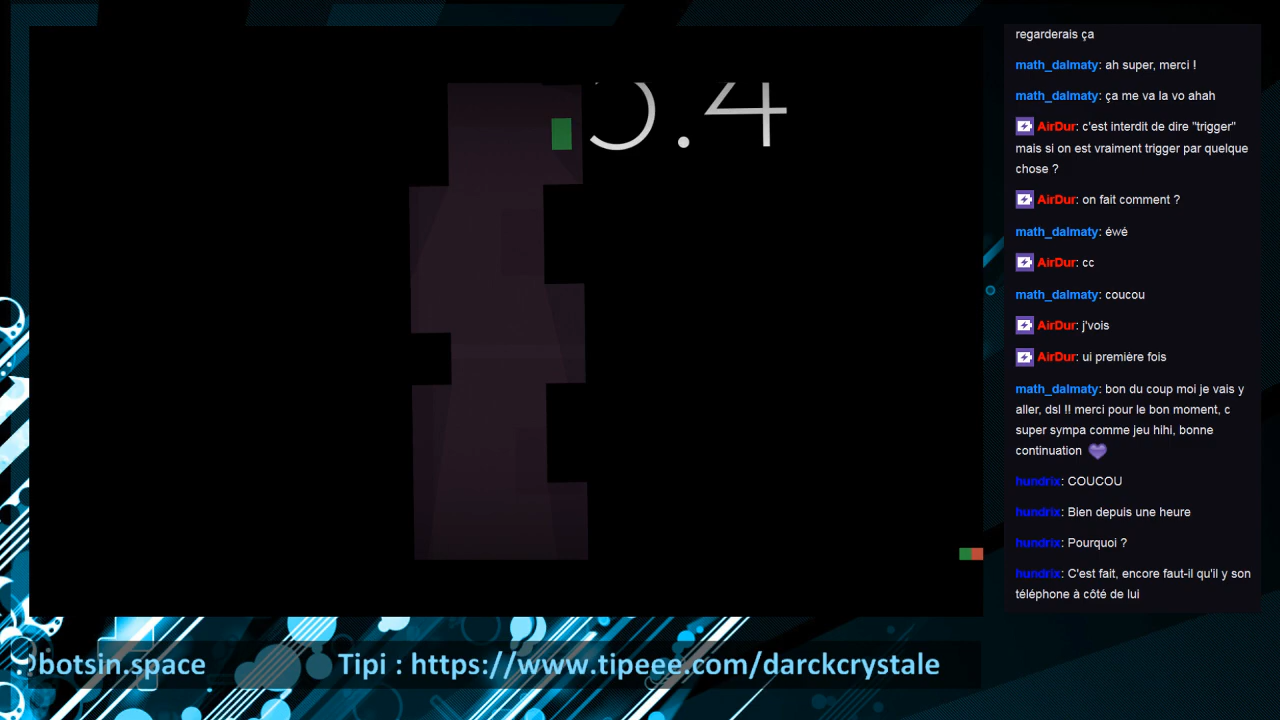 .4
regarderais ça
math_dalmaty: ah super, merci !
math_dalmaty: ça me va la vo ahah
AirDur: c'est interdit de dire "trigger"
mais si on est vraiment trigger par quelque
chose ?
AirDur: on fait comment ?
math_dalmaty: éwé
AirDur: cc
math_dalmaty: coucou
AirDur: j'vois
AirDur: ui première fois
math_dalmaty: bon du coup moi je vais y
aller, dsl !! merci pour le bon moment, c
super sympa comme jeu hIhi, bonne
continuation
hundrix: COUCOU
hundrix: Bien depuis une heure
hundrix: Pourquoi ?
hundrix: C'est fait, encore faut-il qu'il y son
téléphone à côté de lui
botsin.space Tipi : https://www.tipeee.com/darckcrystale